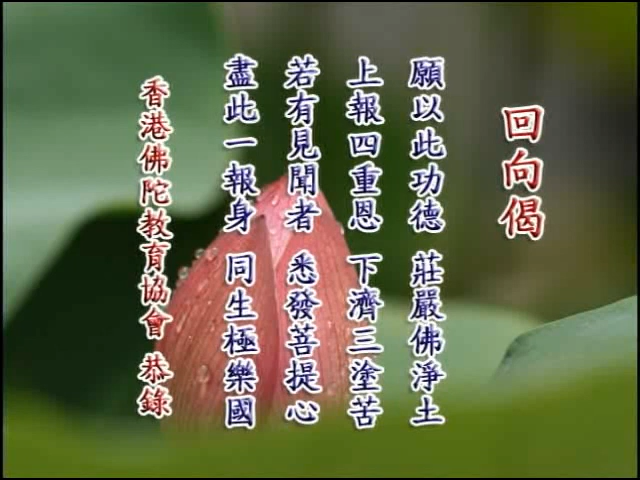 回向偈
願以此功德 莊嚴佛淨土
上報四重恩 下濟三塗苦
若有見聞者 悉發菩提心
盡此一報身 同生極樂國
香港佛陀教育協會 恭錄